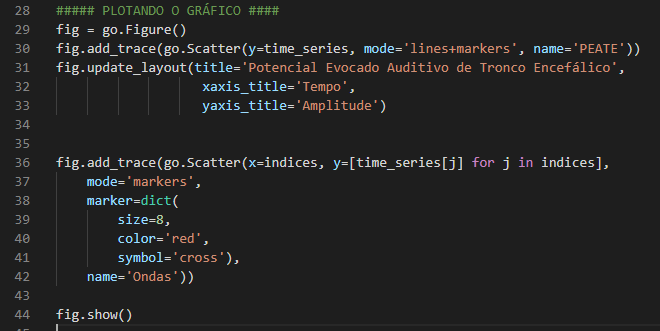 28 ##### PLOTANDO O GRÁFICO ####
29 fig = go.Figure()
30 fig.add_trace(go.Scatter(y=time_series, mode='lines+markers', name='PEATE'))
31 fig.update_layout(title='Potencial Evocado Auditivo de Tronco Encefálico',
32                    xaxis_title='Tempo',
33                    yaxis_title='Amplitude')
34
35
36 fig.add_trace(go.Scatter(x=indices, y=[time_series[j] for j in indices],
37     mode='markers',
38     marker=dict(
39         size=8,
40         color='red',
41         symbol='cross'),
42     name='Ondas'))
43
44 fig.show()